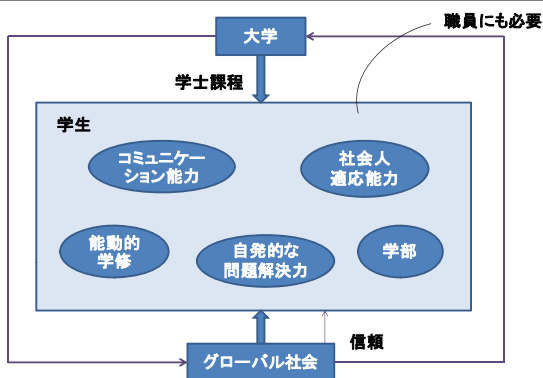 職員にも必要
大学
学士課程
学生
コミュニケー
ション能力
社会人
適応能力
能動的
学修
自発的な
問題解決力
学部
信頼
グローバル社会